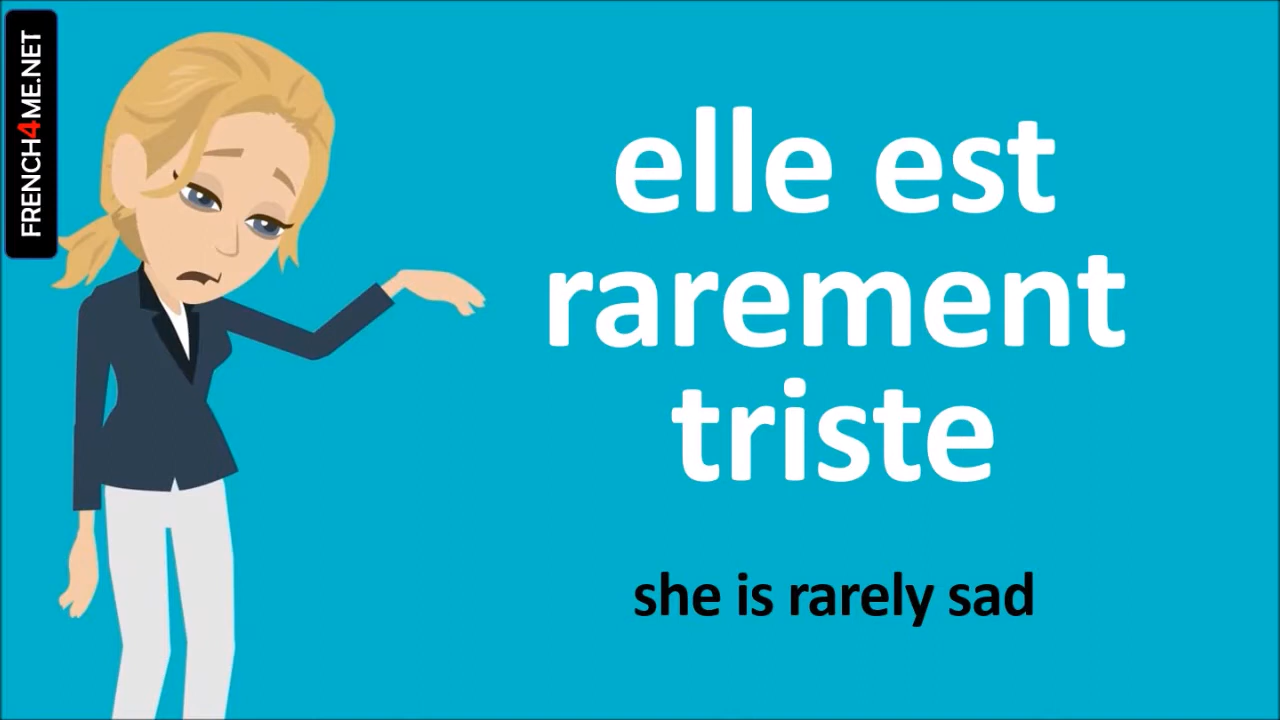 FRENCH4ME.NET
elle est
rarement
triste
she is rarely sad